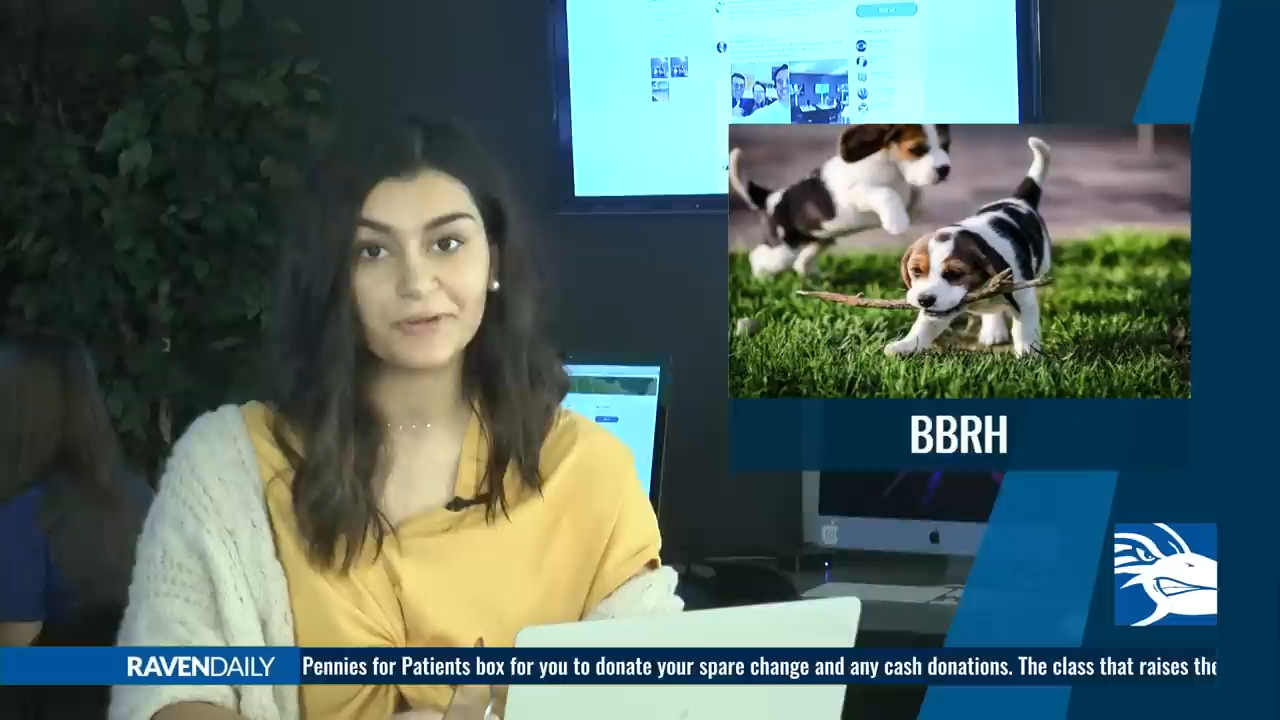 BBRH
RAVENDAILY
Pennies for Patients box for you to donate your spare change and any cash donations. The class that raises the